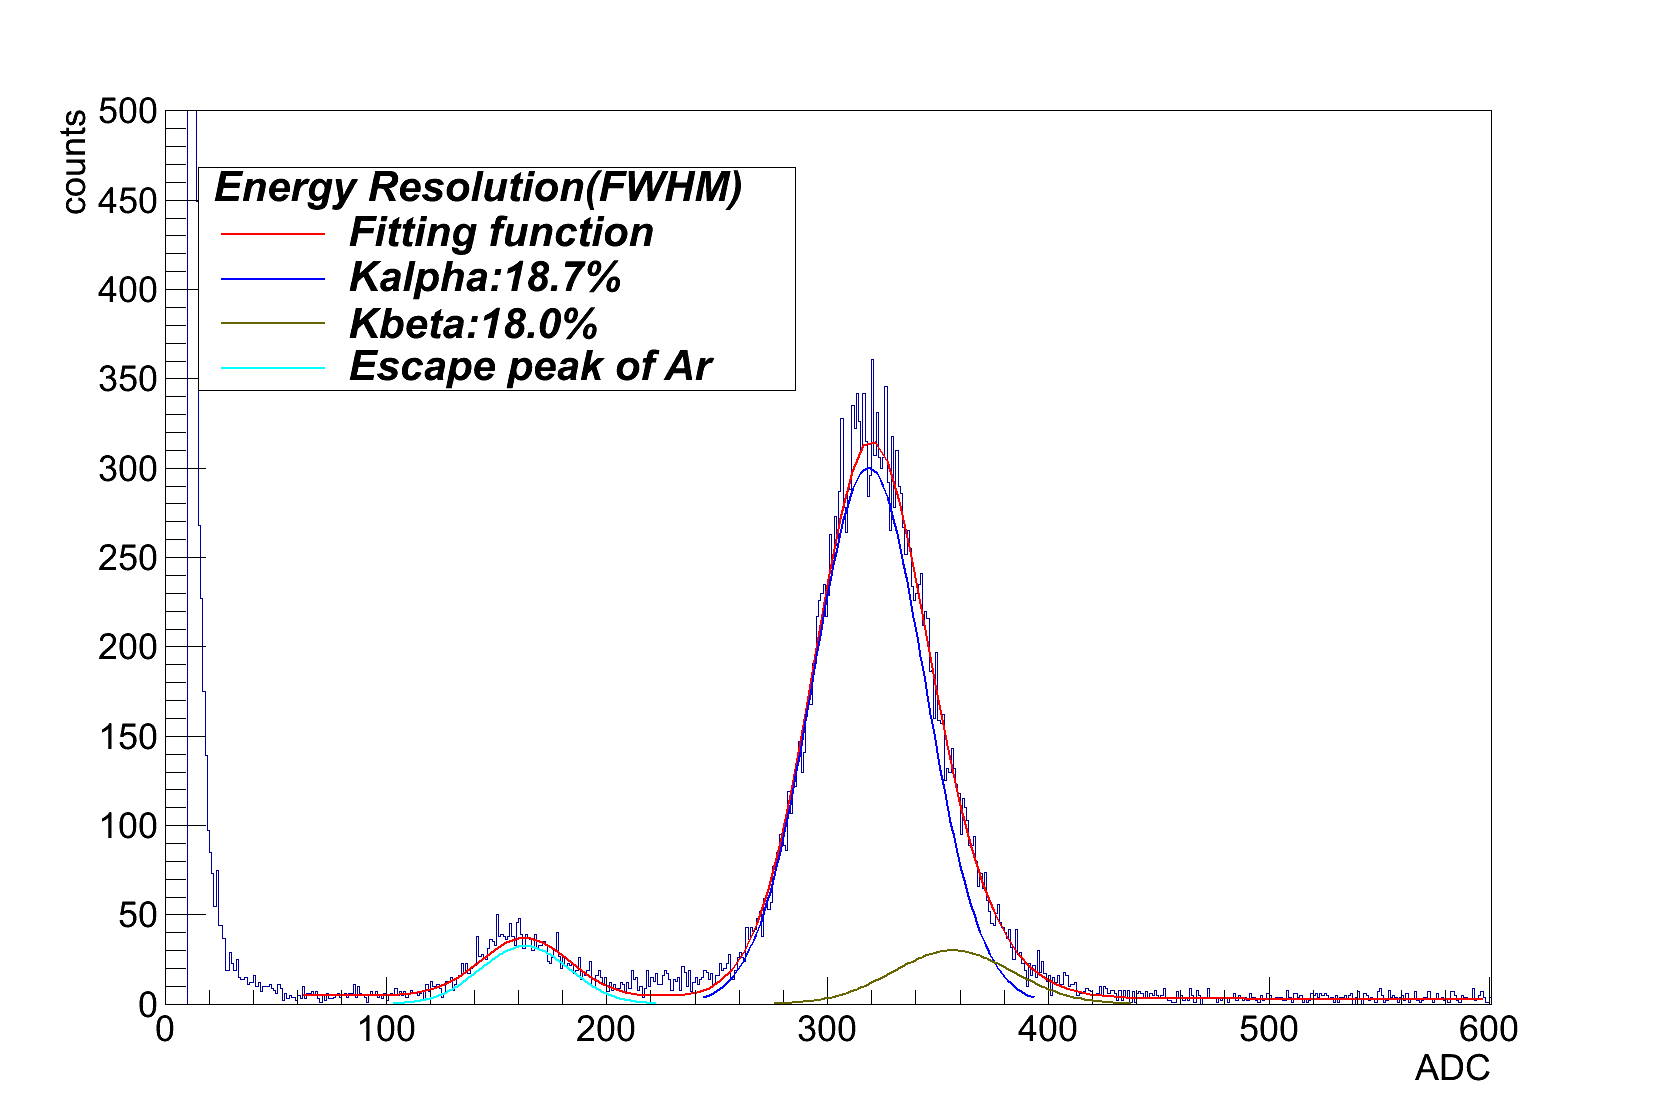 counts
500
450
400
350
300
250
200
150
100
50
0
Energy Resolution(FWHM)
Fitting function
Kalpha:18.7%
Kbeta:18.0%
Escape peak of Ar
0 100 200 300 400 500 600
ADC